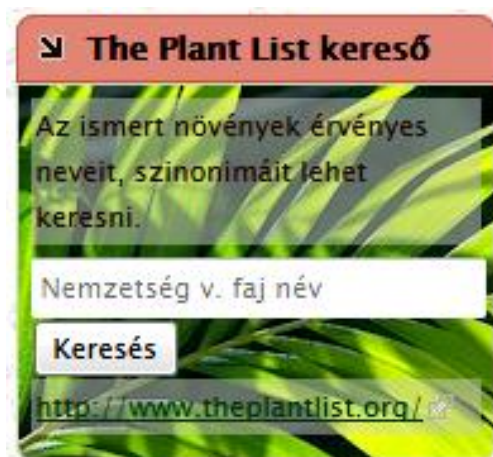 The Plant List kereső
Az ismert növények érvényes
neveit, szinonimáit lehet
keresni.
Nemzetség v. faj név
Keresés
http://www.theplantlist.org/